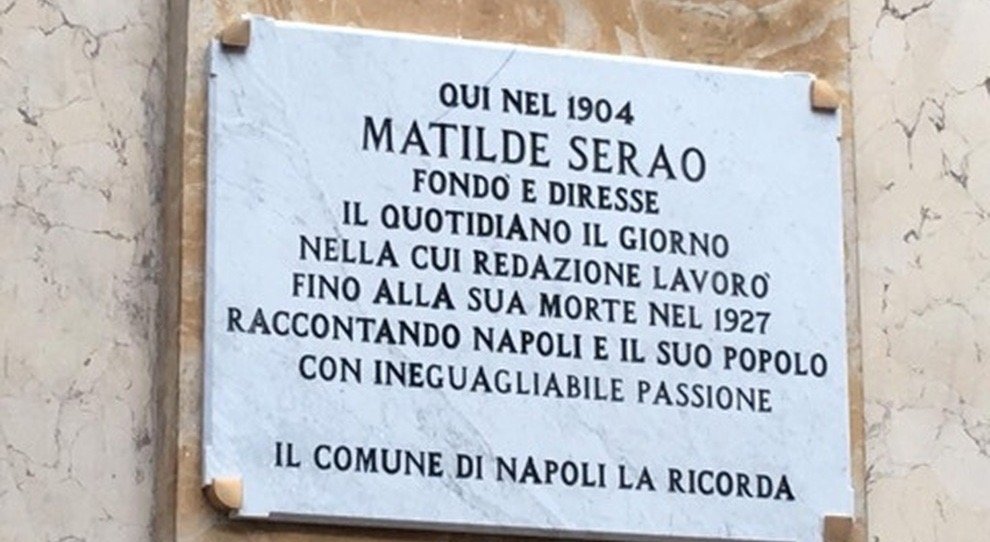 QUI NEL 1904
MATILDE SERAO
FONDÒ E DIRESSE
IL QUOTIDIANO IL GIORNO
NELLA CUI REDAZIONE LAVORÒ
FINO ALLA SUA MORTE NEL 1927
RACCONTANDO NAPOLI E IL SUO POPOLO
CON INEGUAGLIABILE PASSIONE
IL COMUNE DI NAPOLI LA RICORDA